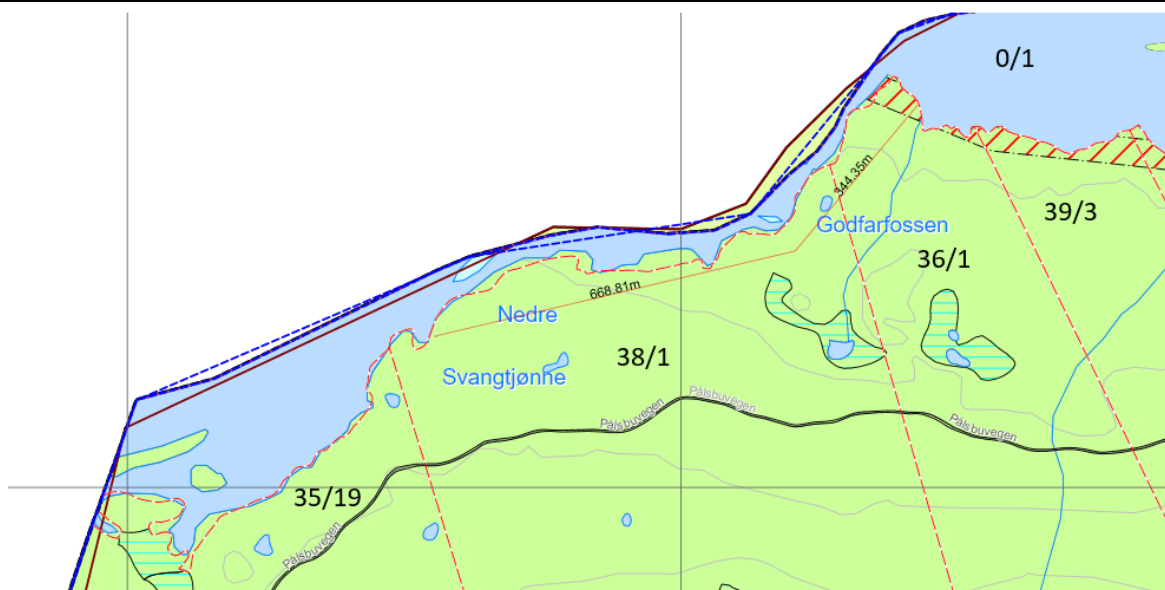 0/1
344.35m
39/3
Godfarfossen
36/1
668.81m
Nedre
38/1
Svangtjønne
Pålsbuvegen
Pålsbuvegen
Pålsbuvegen
35/19
Pålsbuvegen